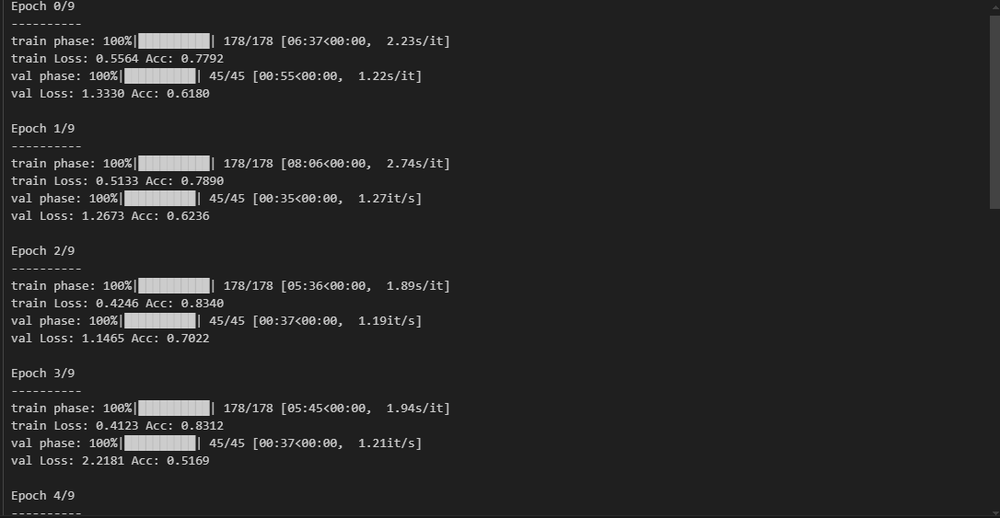 Epoch 0/9
----------
train phase: 100%|██████████| 178/178 [06:37<00:00,  2.23s/it]
train Loss: 0.5564 Acc: 0.7792
val phase: 100%|██████████| 45/45 [00:55<00:00,  1.22s/it]
val Loss: 1.3330 Acc: 0.6180

Epoch 1/9
----------
train phase: 100%|██████████| 178/178 [08:06<00:00,  2.74s/it]
train Loss: 0.5133 Acc: 0.7890
val phase: 100%|██████████| 45/45 [00:35<00:00,  1.27it/s]
val Loss: 1.2673 Acc: 0.6236

Epoch 2/9
----------
train phase: 100%|██████████| 178/178 [05:36<00:00,  1.89s/it]
train Loss: 0.4246 Acc: 0.8340
val phase: 100%|██████████| 45/45 [00:37<00:00,  1.19it/s]
val Loss: 1.1465 Acc: 0.7022

Epoch 3/9
----------
train phase: 100%|██████████| 178/178 [05:45<00:00,  1.94s/it]
train Loss: 0.4123 Acc: 0.8312
val phase: 100%|██████████| 45/45 [00:37<00:00,  1.21it/s]
val Loss: 2.2181 Acc: 0.5169

Epoch 4/9
----------